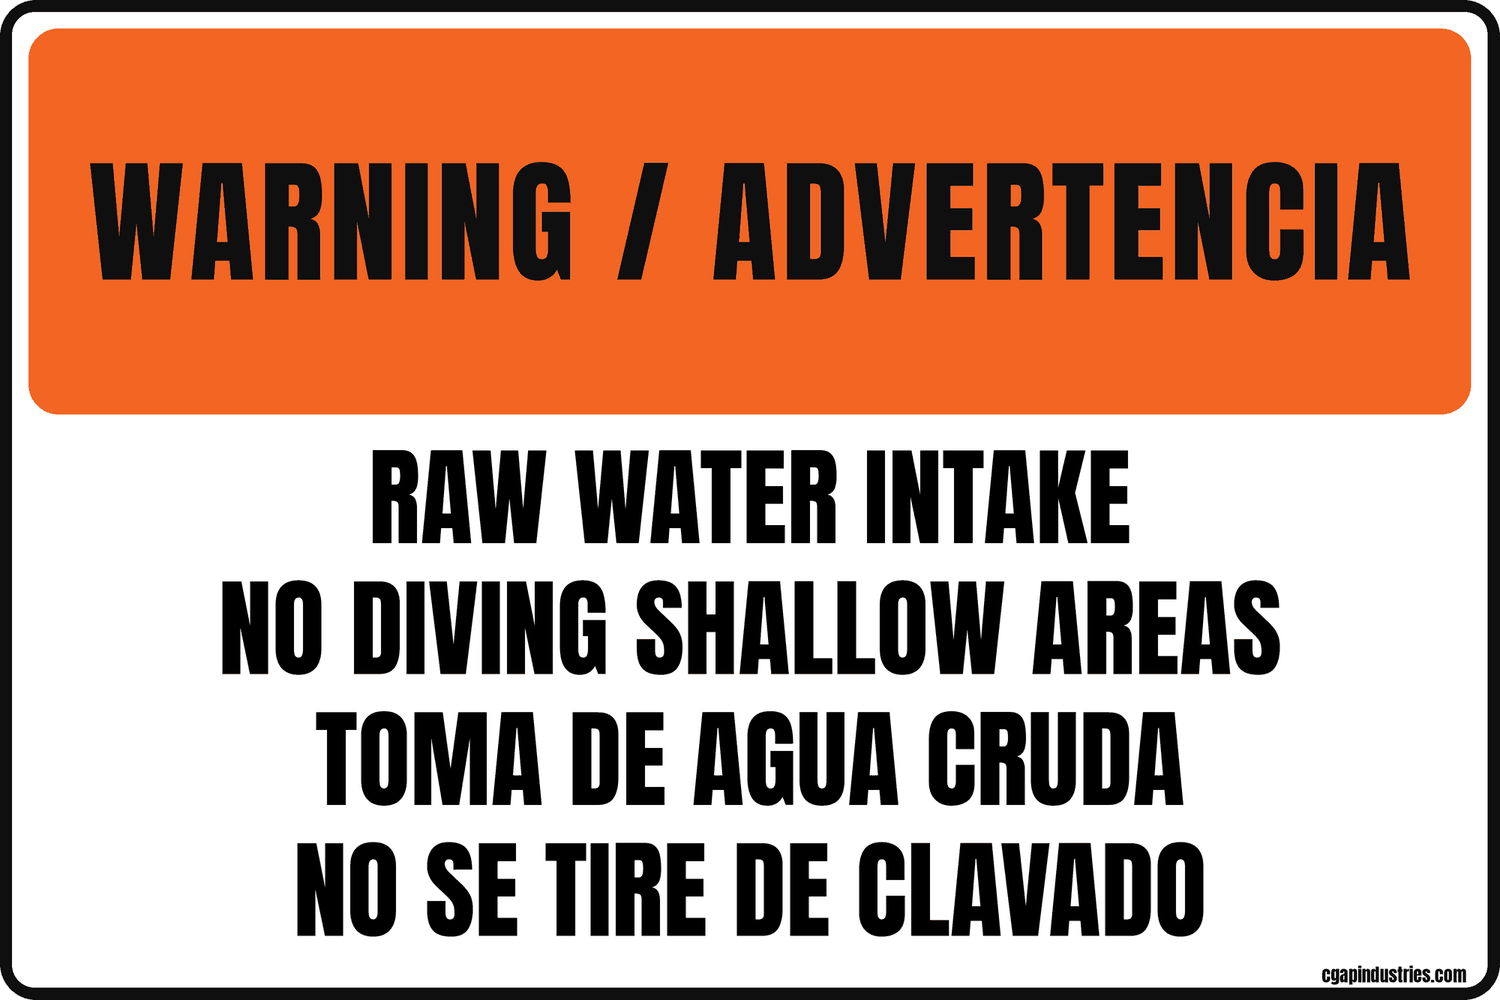 WARNING / ADVERTENCIA
RAW WATER INTAKE
NO DIVING SHALLOW AREAS
TOMA DE AGUA CRUDA
NO SE TIRE DE CLAVADO
cgapindustries.com